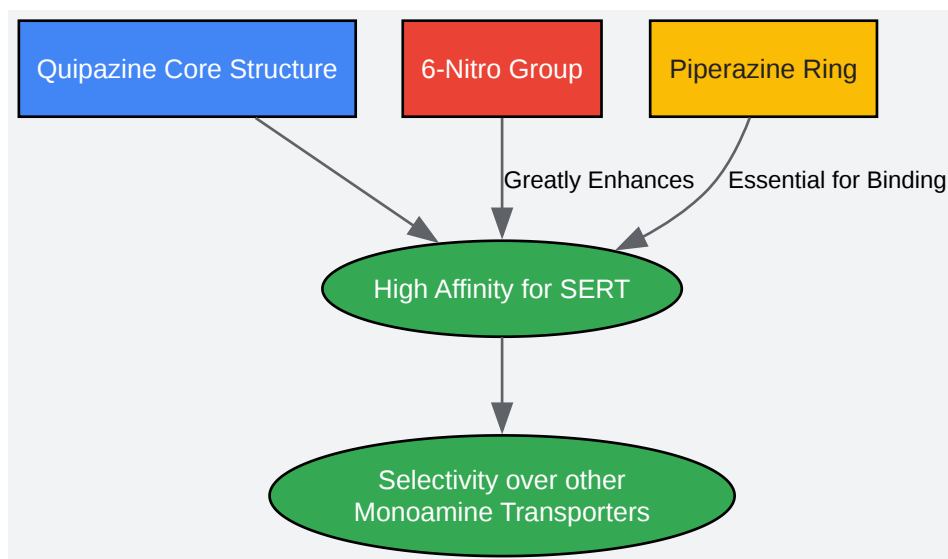 Quipazine Core Structure
6-Nitro Group
Piperazine Ring
Greatly Enhances
Essential for Binding
High Affinity for SERT
Selectivity over other
Monoamine Transporters